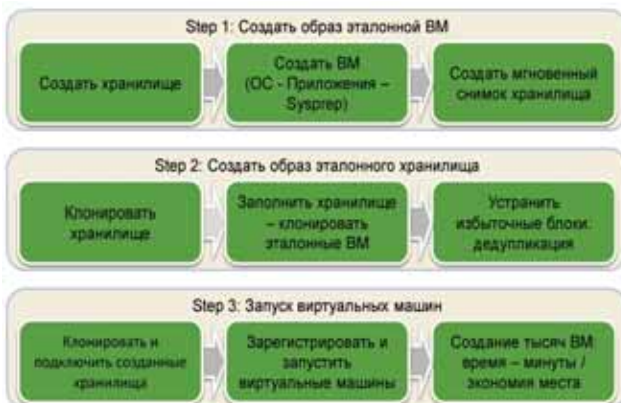 Step 1: Создать образ эталонной ВМ
Создать хранилище
Создать ВМ
(ОС - Приложения –
Sysprep)
Создать мгновенный
снимок хранилища
Step 2: Создать образ эталонного хранилища
Клонировать
хранилище
Заполнить хранилище
– клонировать
эталонные ВМ
Устранить
избыточные блоки:
дедупликация
Step 3: Запуск виртуальных машин
Клонировать и
подключить созданные
хранилища
Зарегистрировать и
запустить
виртуальные машины
Создание тысяч ВМ:
время – минуты /
экономия места